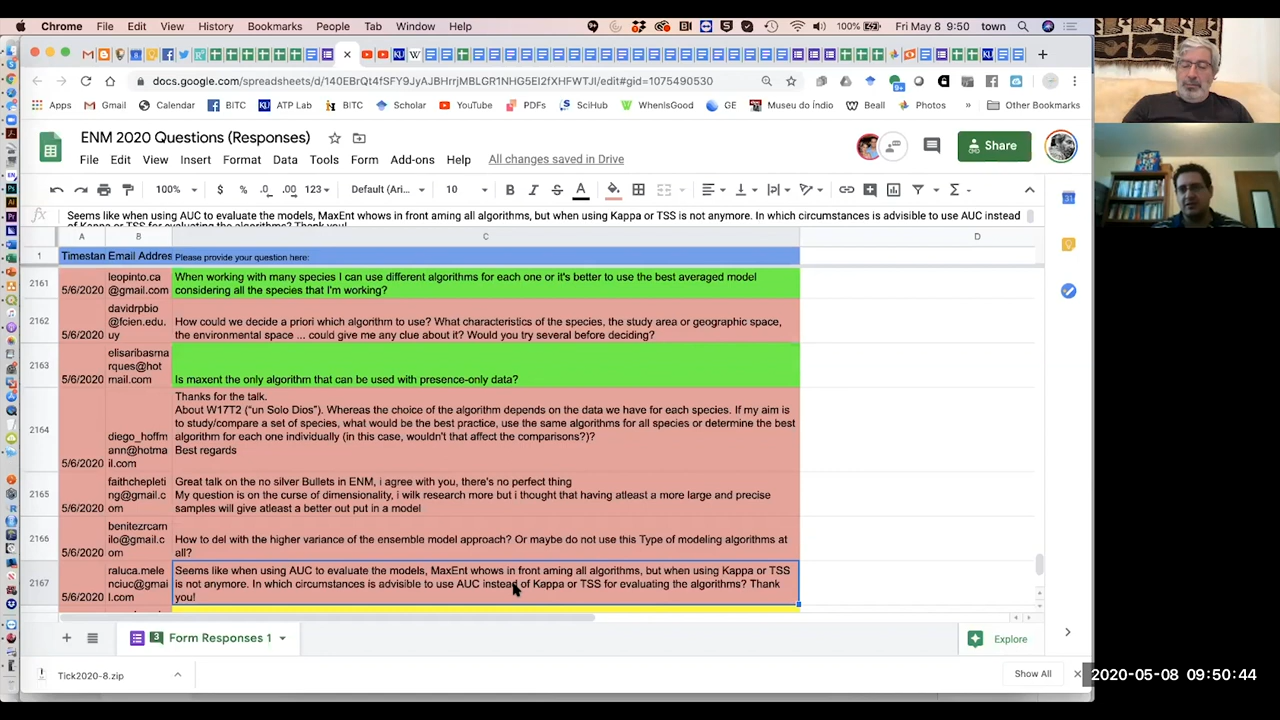 Chrome File Edit View History Bookmarks People Tab Window Help 100% Fri May 8 9:50 town
docs.google.com/spreadsheets/d/140EBrQt4fSFY9JyAJBHrrjMBLGR1NHG5EI2fXHFWTJI/edit#gid=1075490530
Apps Gmail Calendar BITC ATP Lab BITC Scholar YouTube PDFs SciHub WhenIsGood GE Museu do Índio Beall Photos » Other Bookmarks
ENM 2020 Questions (Responses)
Share
File Edit View Insert Format Data Tools Form Add-ons Help All changes saved in Drive
100% $ % .0 .00 123 Default (Ari... 10 B I S A
fx Seems like when using AUC to evaluate the models, MaxEnt whows in front aming all algorithms, but when using Kappa or TSS is not anymore. In which circumstances is advisible to use AUC instead
of Kappa or TSS for evaluating the algorithms? Thank you!
A B C D
1 Timestan Email Addres Please provide your question here:
2161 5/6/2020 leopinto.ca
@gmail.com
When working with many species I can use different algorithms for each one or it's better to use the best averaged model
considering all the species that I'm working?
2162 5/6/2020 davidrpbio
@fcien.edu.
uy
How could we decide a priori which algorithm to use? What characteristics of the species, the study area or geographic space,
the environmental space ... could give me any clue about it? Would you try several before deciding?
2163 5/6/2020 elisaribasma
rques@hot
mail.com
Is maxent the only algorithm that can be used with presence-only data?
2164 5/6/2020 diego_hoffm
ann@hotma
il.com
Thanks for the talk.
About W17T2 ("un Solo Dios"). Whereas the choice of the algorithm depends on the data we have for each species. If my aim is
to study/compare a set of species, what would be the best practice, use the same algorithms for all species or determine the best
algorithm for each one individually (in this case, wouldn't that affect the comparisons?)?
Best regards
2165 5/6/2020 faithchepleti
ng@gmail.c
om
Great talk on the no silver Bullets in ENM, i agree with you, there's no perfect thing
My question is on the curse of dimensionality, i wilk research more but i thought that having atleast a more large and precise
samples will give atleast a better out put in a model
2166 5/6/2020 benitezrcam
ilo@gmail.c
om
How to del with the higher variance of the ensemble model approach? Or maybe do not use this Type of modeling algorithms at
all?
2167 5/6/2020 raluca.mele
nciuc@gmai
l.com
Seems like when using AUC to evaluate the models, MaxEnt whows in front aming all algorithms, but when using Kappa or TSS
is not anymore. In which circumstances is advisible to use AUC instead of Kappa or TSS for evaluating the algorithms? Thank
you!
3 Form Responses 1
Explore
Tick2020-8.zip
Show All
2020-05-08 09:50:44